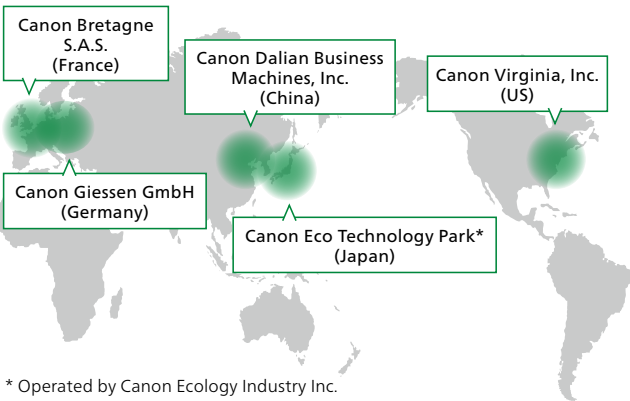 Canon Bretagne
S.A.S.
(France)
Canon Dalian Business
Machines, Inc.
(China)
Canon Virginia, Inc.
(US)
Canon Giessen GmbH
(Germany)
Canon Eco Technology Park*
(Japan)
* Operated by Canon Ecology Industry Inc.